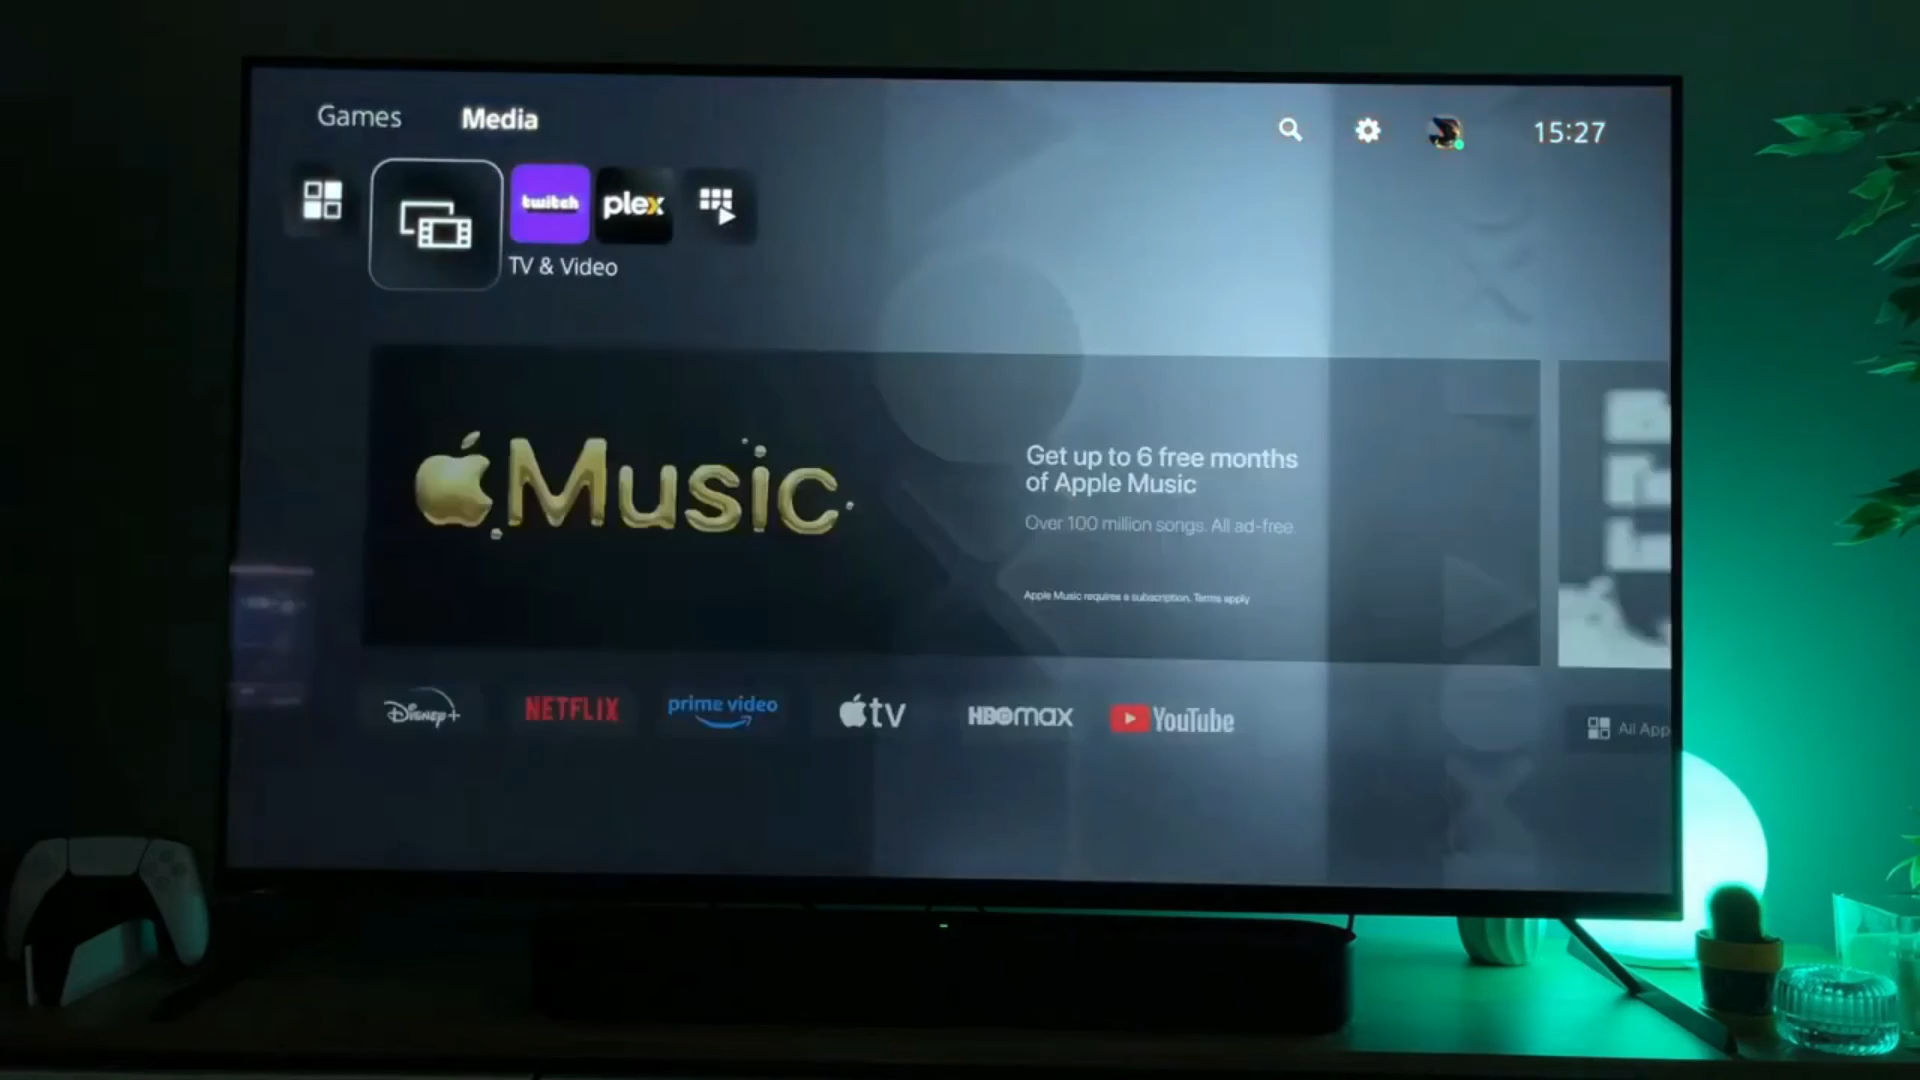 Games Media
15:27
twitch plex
TV & Video
Music
Get up to 6 free months
of Apple Music
Over 100 million songs. All ad-free.
Apple Music requires a subscription. Terms apply
Disney+ NETFLIX prime video tv HBOmax YouTube
All App